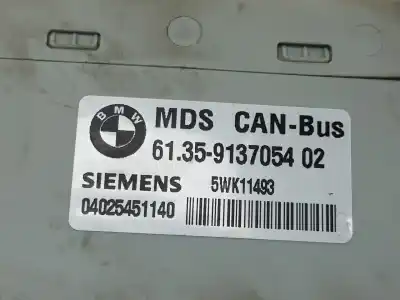 BMW
MDS CAN-Bus
61.35-9137054 02
SIEMENS 5WK11493
04025451140